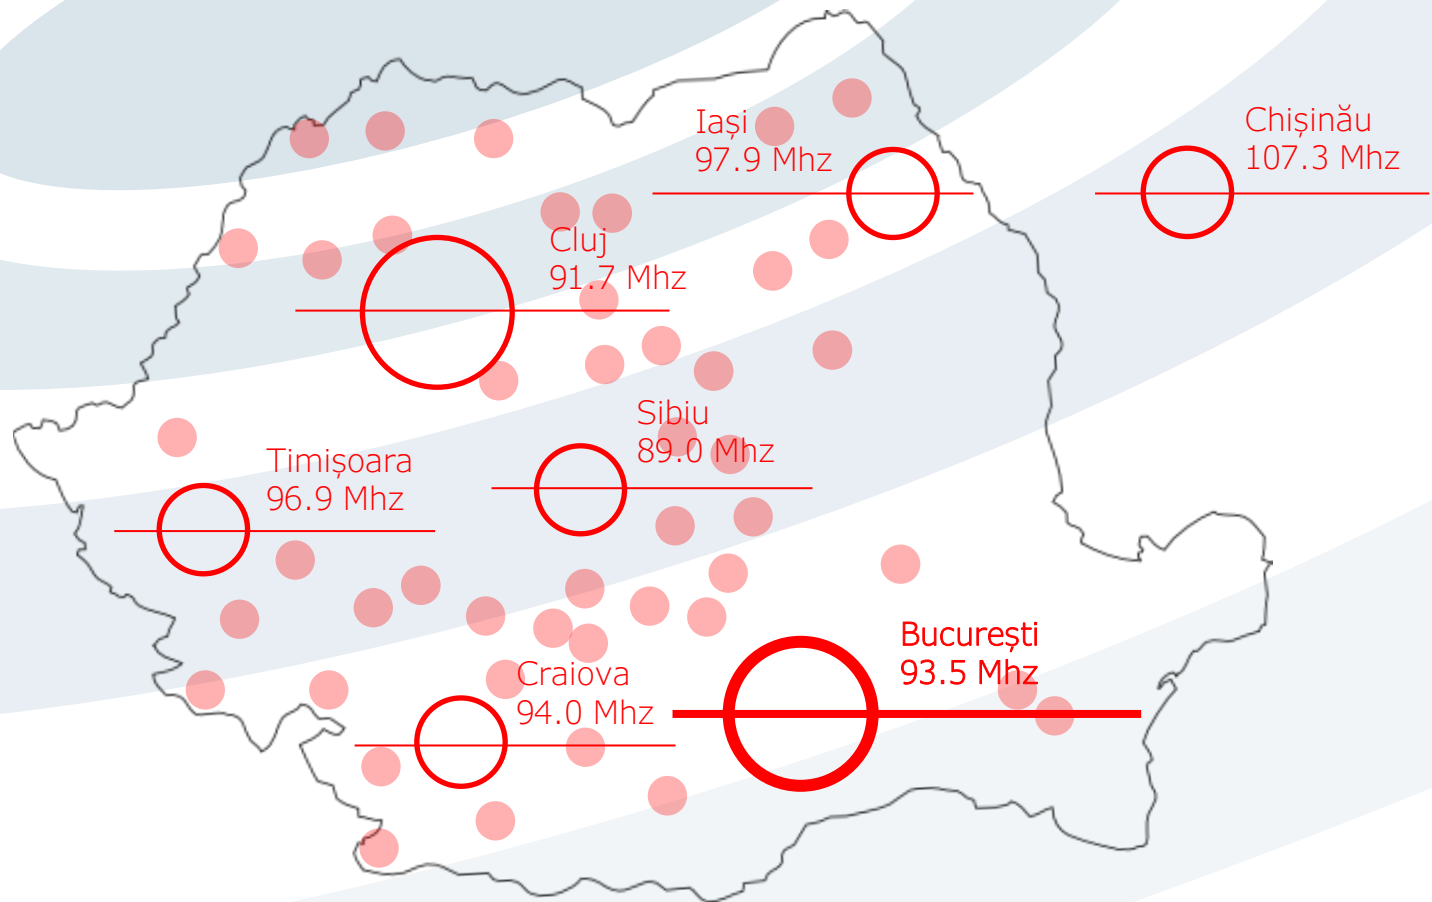 Iași
97.9 Mhz
Chișinău
107.3 Mhz
Cluj
91.7 Mhz
Sibiu
89.0 Mhz
Timișoara
96.9 Mhz
București
93.5 Mhz
Craiova
94.0 Mhz